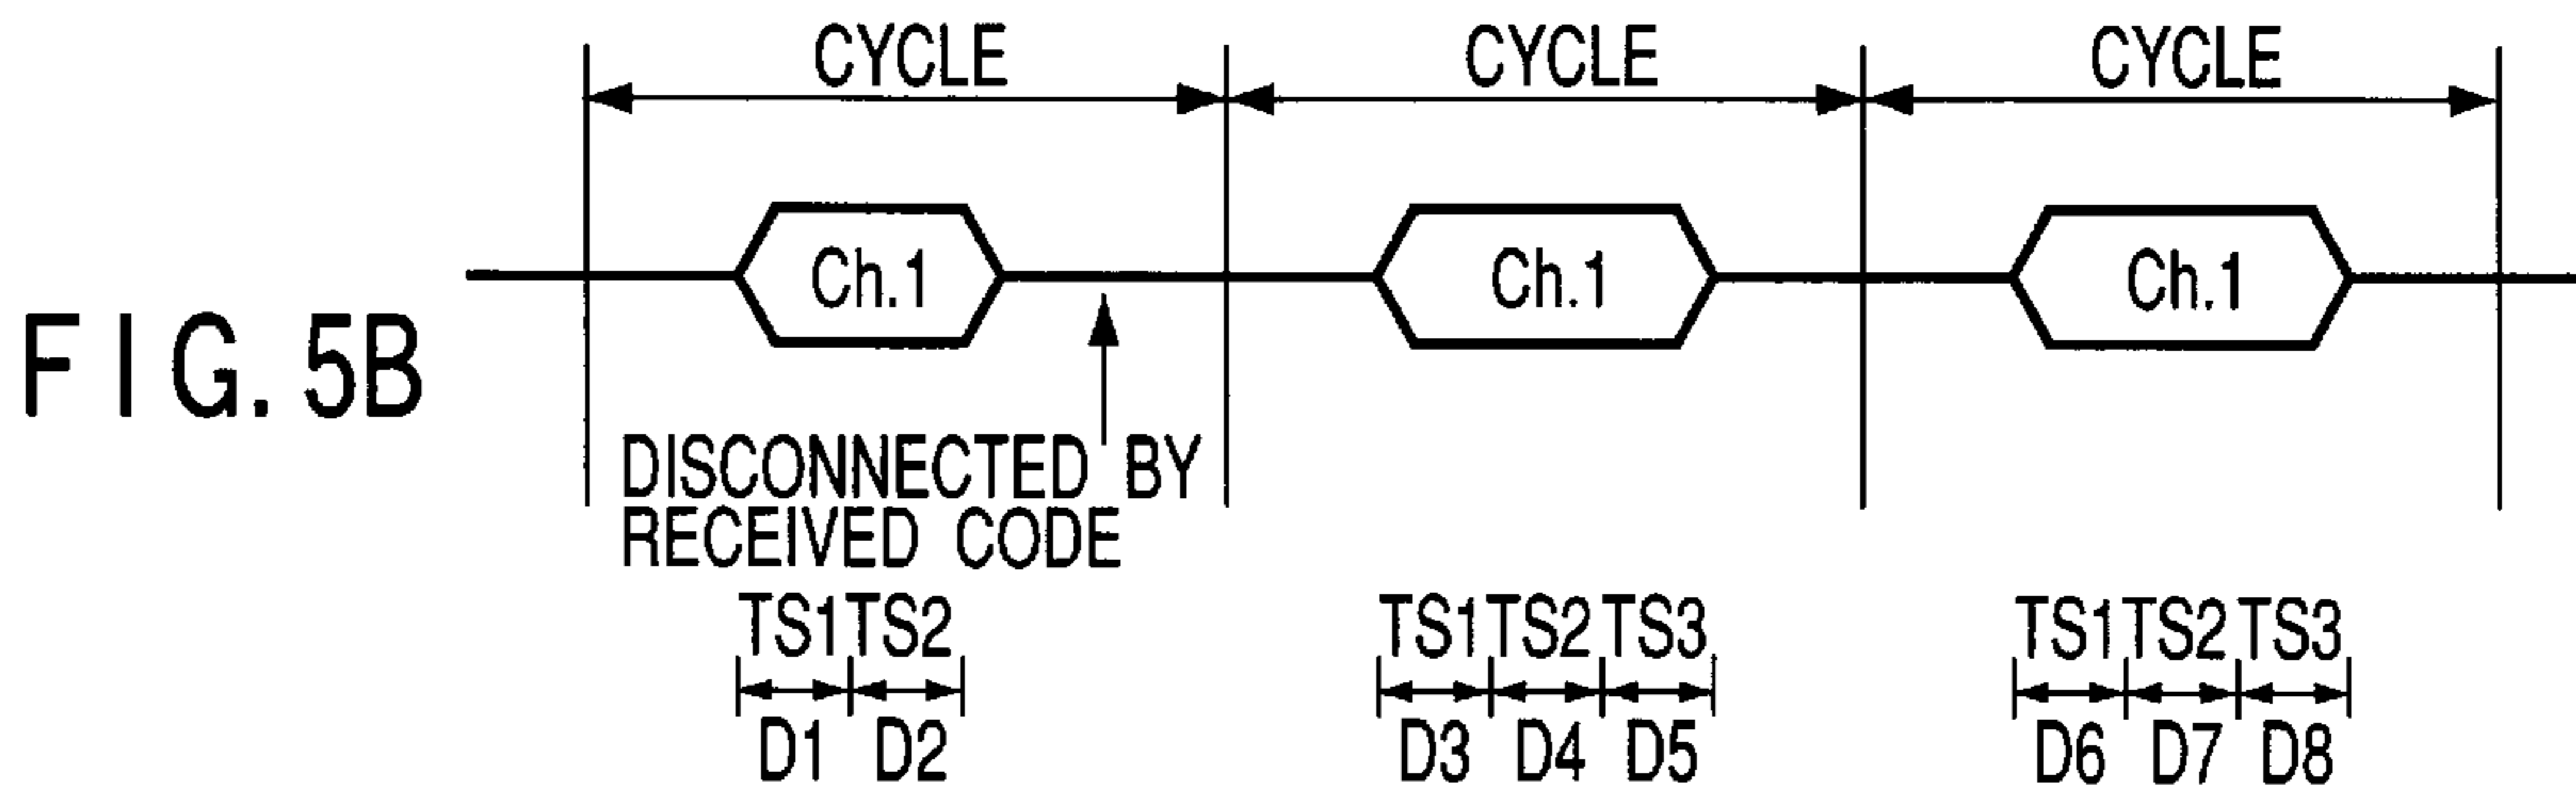 CYCLE CYCLE CYCLE
Ch.1 Ch.1 Ch.1
FIG. 5B
DISCONNECTED BY
RECEIVED CODE
TS1 TS2 TS1 TS2 TS3 TS1 TS2 TS3
D1 D2 D3 D4 D5 D6 D7 D8